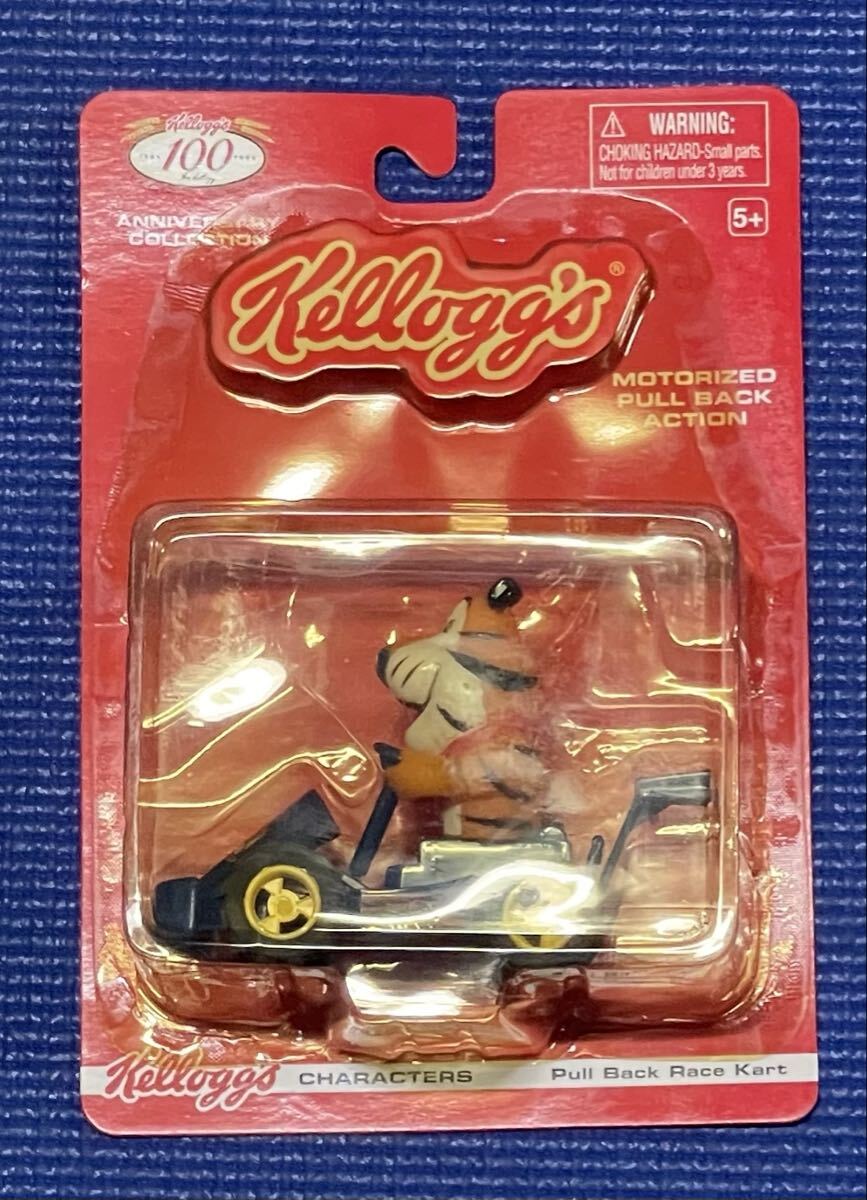 Kellogg's
100
ANNIVERSARY
COLLECTION
WARNING:
CHOKING HAZARD-Small parts.
Not for children under 3 years.
5+
Kellogg's®
MOTORIZED
PULL BACK
ACTION
Kellogg's CHARACTERS Pull Back Race Kart